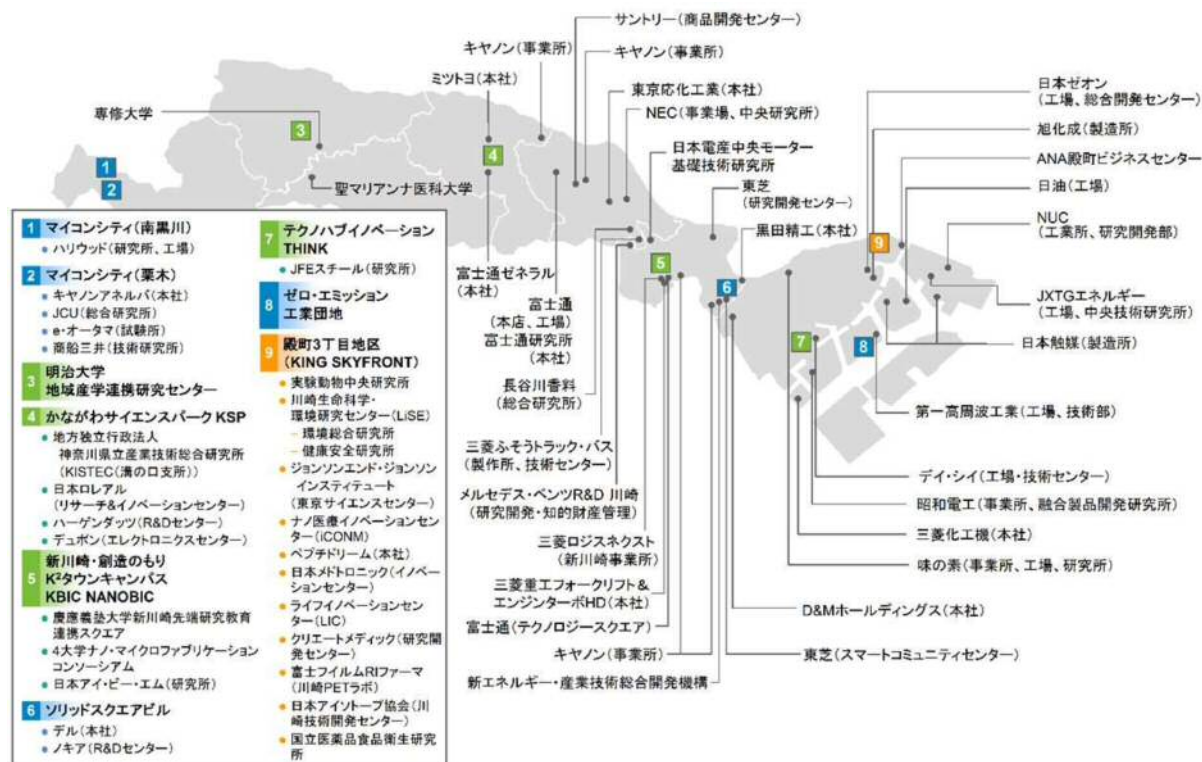 サントリー(商品開発センター)
キヤノン(事業所)
キヤノン(事業所)
ミツトヨ(本社)
東京応化工業(本社)
NEC(事業場、中央研究所)
専修大学
日本電産中央モーター
基礎技術研究所
聖マリアンナ医科大学
東芝
(研究開発センター)
黒田精工(本社)
日本ゼオン
(工場、総合開発センター)
旭化成(製造所)
ANA殿町ビジネスセンター
日油(工場)
NUC
(工業所、研究開発部)
JXTGエネルギー
(工場、中央技術研究所)
日本触媒(製造所)
第一高周波工業(工場、技術部)
デイ・シイ(工場・技術センター)
昭和電工(事業所、融合製品開発研究所)
三菱化工機(本社)
味の素(事業所、工場、研究所)
D&Mホールディングス(本社)
東芝(スマートコミュニティセンター)
富士通ゼネラル
(本社)
富士通
(本店、工場)
富士通研究所
(本社)
長谷川香料
(総合研究所)
三菱ふそうトラック・バス
(製作所、技術センター)
メルセデス・ベンツR&D 川崎
(研究開発・知的財産管理)
三菱ロジスネクスト
(新川崎事業所)
三菱重工フォークリフト&
エンジンターボHD(本社)
富士通(テクノロジースクエア)
キヤノン(事業所)
新エネルギー・産業技術総合開発機構
1
2
3
4
5
6
7
8
9
1 マイコンシティ(南黒川)
ハリウッド(研究所、工場)
2 マイコンシティ(栗木)
キヤノンアネルバ(本社)
JCU(総合研究所)
e・オータマ(試験所)
商船三井(技術研究所)
3 明治大学
地域産学連携研究センター
4 かながわサイエンスパーク KSP
地方独立行政法人
神奈川県立産業技術総合研究所
(KISTEC(溝の口支所))
日本ロレアル
(リサーチ&イノベーションセンター)
ハーゲンダッツ(R&Dセンター)
デュポン(エレクトロニクスセンター)
5 新川崎・創造のもり
K²タウンキャンパス
KBIC NANOBIC
慶應義塾大学新川崎先端研究教育
連携スクエア
4大学ナノ・マイクロファブリケーション
コンソーシアム
日本アイ・ビー・エム(研究所)
6 ソリッドスクエアビル
デル(本社)
ノキア(R&Dセンター)
7 テクノハブイノベーション
THINK
JFEスチール(研究所)
8 ゼロ・エミッション
工業団地
9 殿町3丁目地区
(KING SKYFRONT)
実験動物中央研究所
川崎生命科学・
環境研究センター(LiSE)
– 環境総合研究所
– 健康安全研究所
ジョンソンエンド・ジョンソン
インスティテュート
(東京サイエンスセンター)
ナノ医療イノベーションセン
ター(iCONM)
ペプチドリーム(本社)
日本メドトロニック(イノベー
ションセンター)
ライフイノベーションセン
ター(LIC)
クリエートメディック(研究開
発センター)
富士フイルムRIファーマ
(川崎PETラボ)
日本アイソトープ協会(川
崎技術開発センター)
国立医薬品食品衛生研究
所